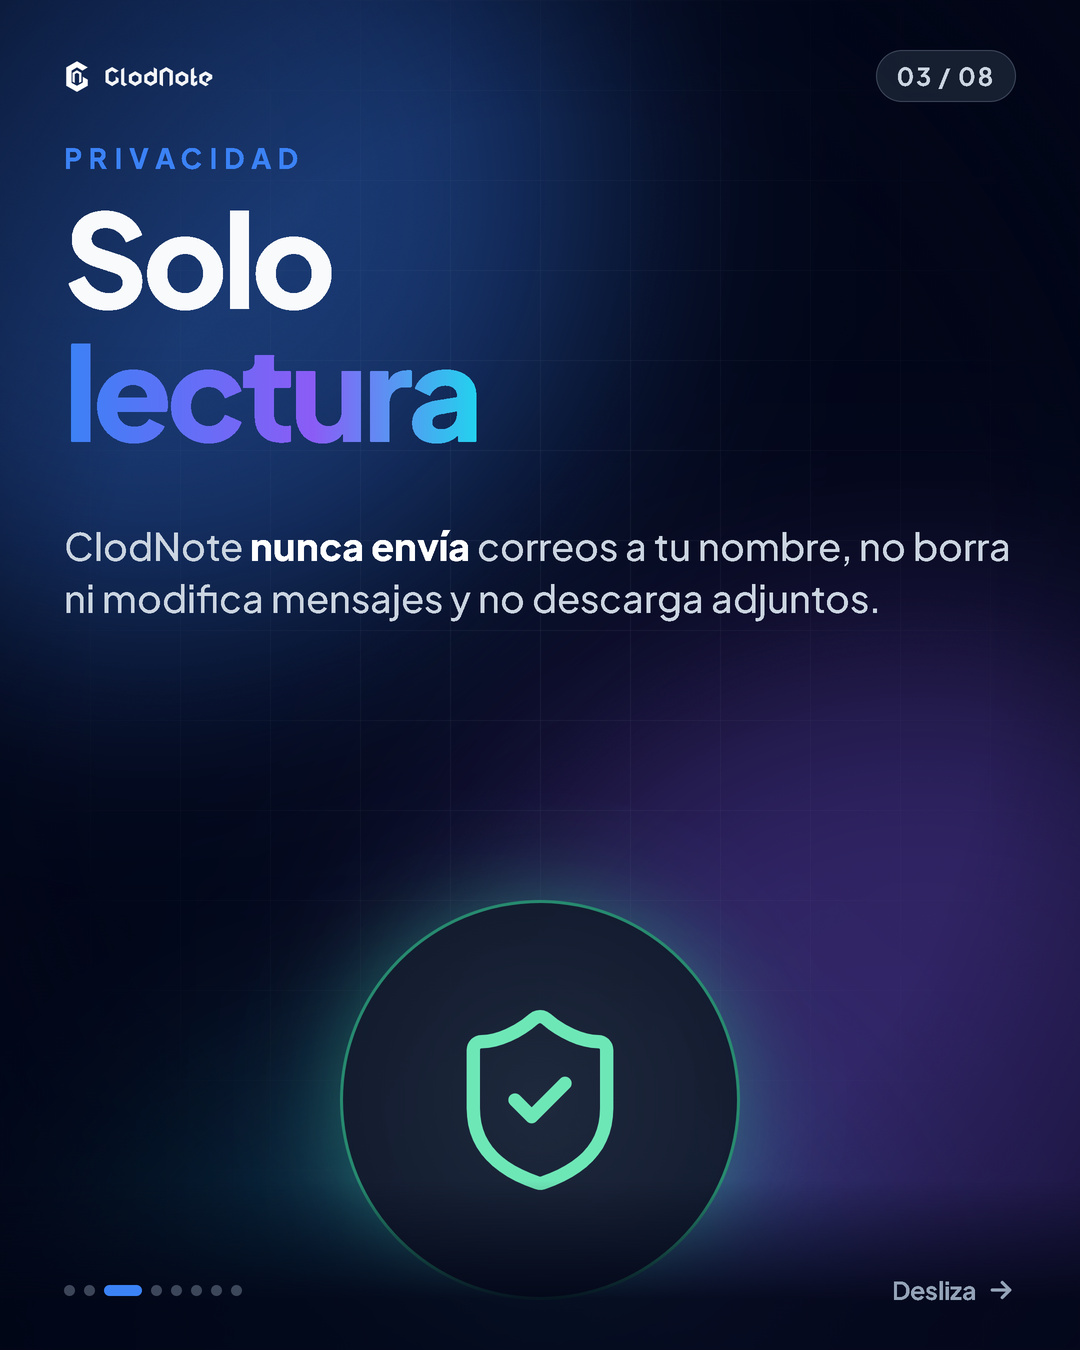 ClodNote
03 / 08
PRIVACIDAD
Solo
lectura
ClodNote nunca envía correos a tu nombre, no borra
ni modifica mensajes y no descarga adjuntos.
Desliza →